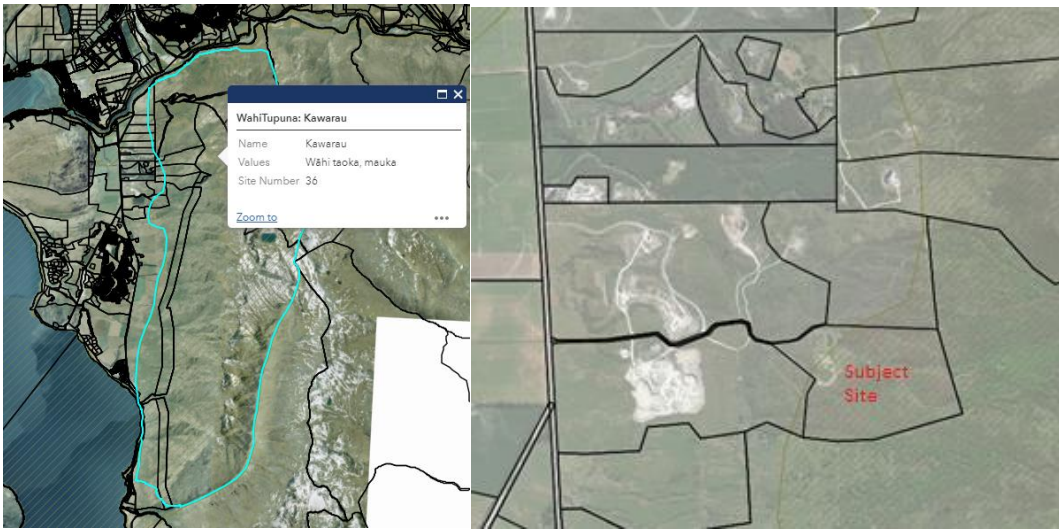 WahiTupuna: Kawarau
Name Kawarau
Values Wāhi taoka, mauka
Site Number 36
Zoom to
Subject
Site